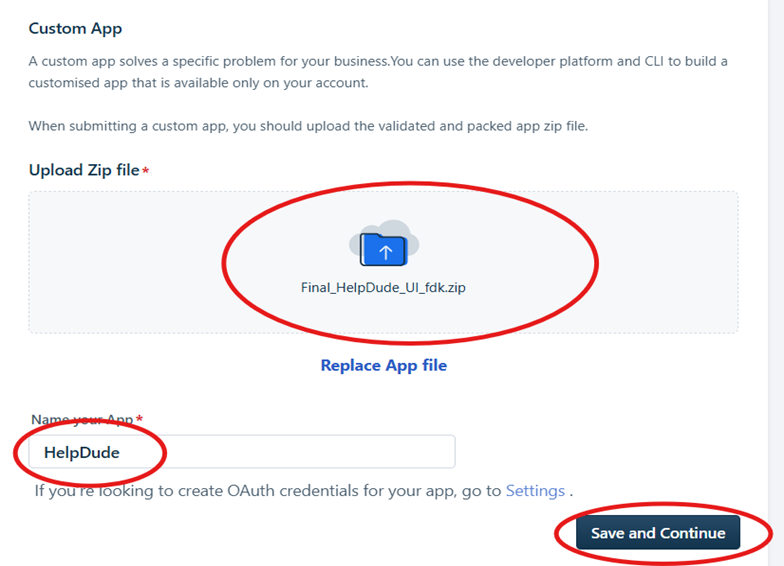 Custom App
A custom app solves a specific problem for your business.You can use the developer platform and CLI to build a
customised app that is available only on your account.
When submitting a custom app, you should upload the validated and packed app zip file.
Upload Zip file*
Final_HelpDude_UI_fdk.zip
Replace App file
Name your App*
HelpDude
If you're looking to create OAuth credentials for your app, go to Settings .
Save and Continue